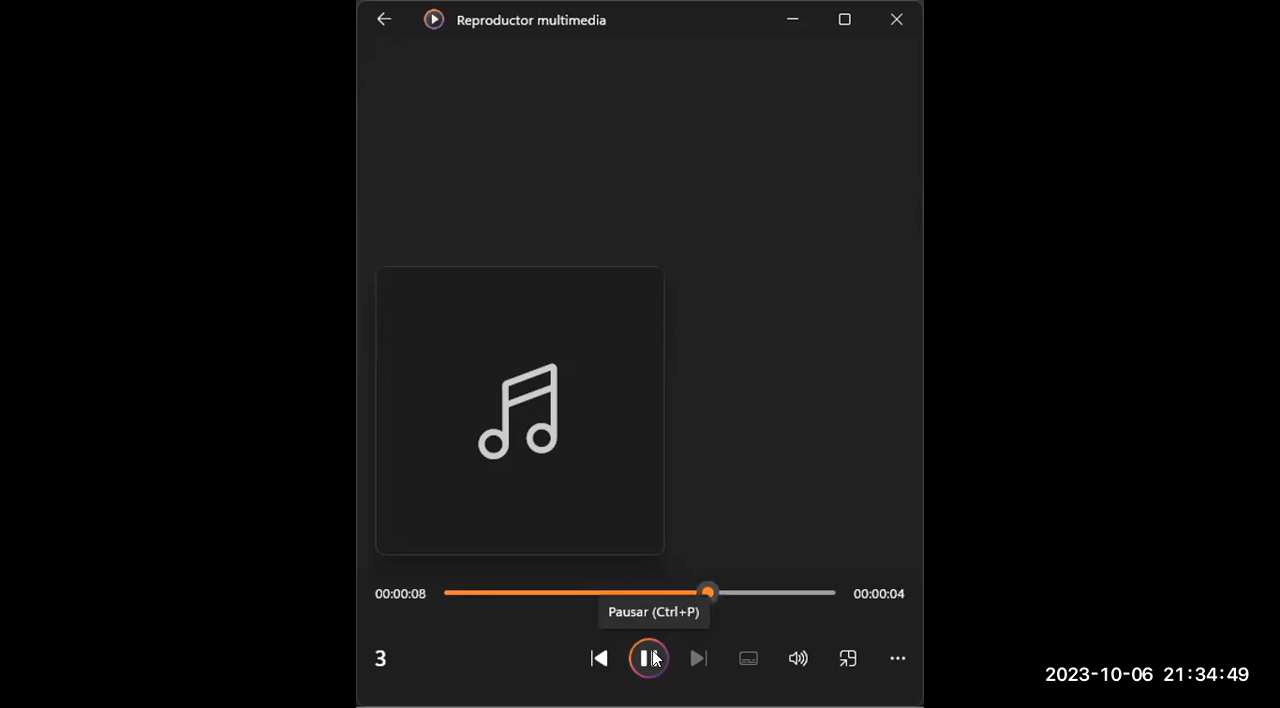 Reproductor multimedia
00:00:08
00:00:04
Pausar (Ctrl+P)
3
2023-10-06 21:34:49